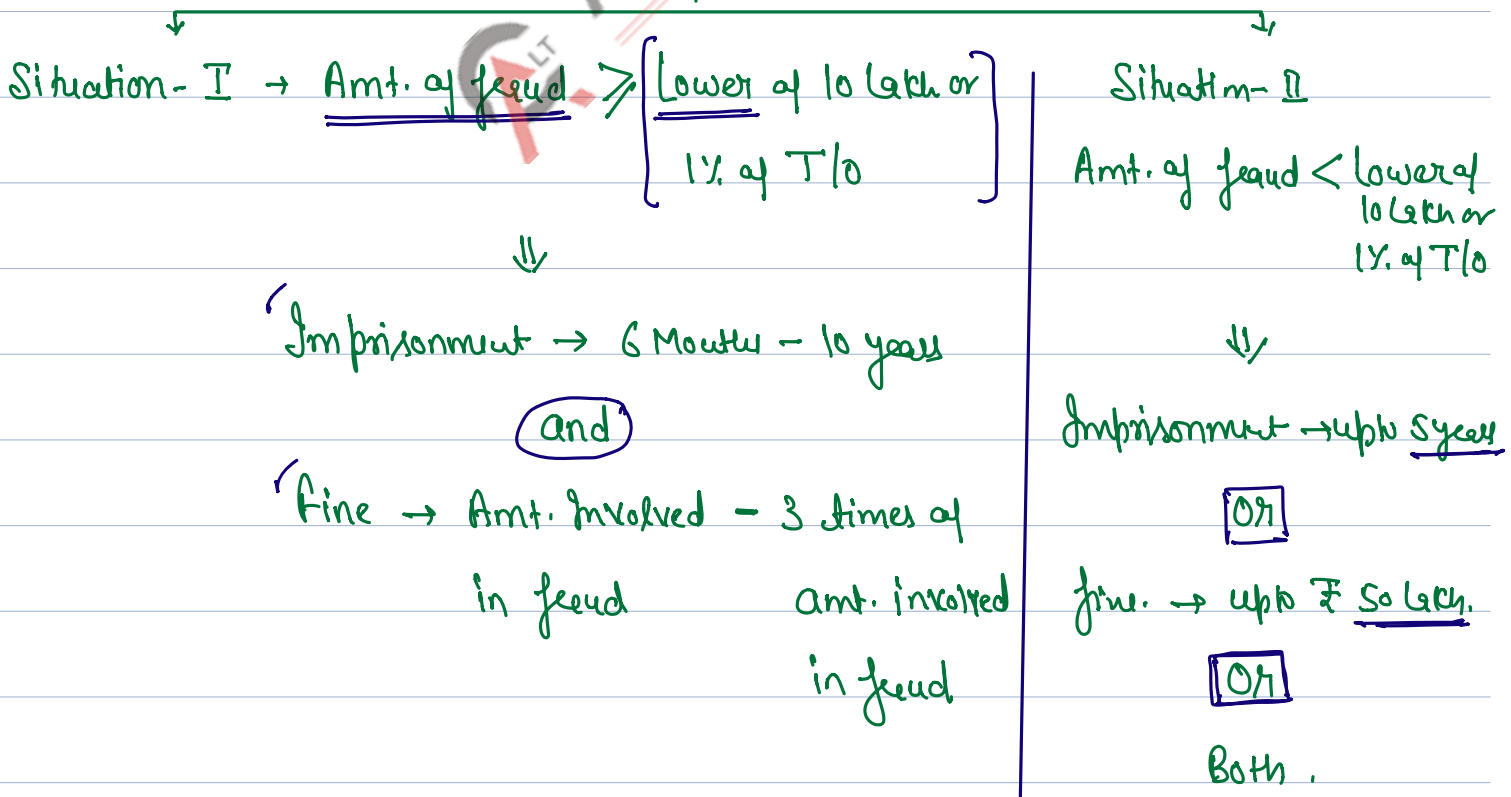 Situation-I → Amt. of fraud ≥ [Lower of 10 lakh or
1% of T/O]
⇓
Imprisonment → 6 Months - 10 years
and
Fine → Amt. Involved - 3 times of
in fraud amt. involved
in fraud
Situation-II
Amt. of fraud < lower of
10 lakh or
1% of T/O
⇓
Imprisonment → upto 5 years
OR
fine. → upto ₹ 50 lakh.
OR
Both.
LT